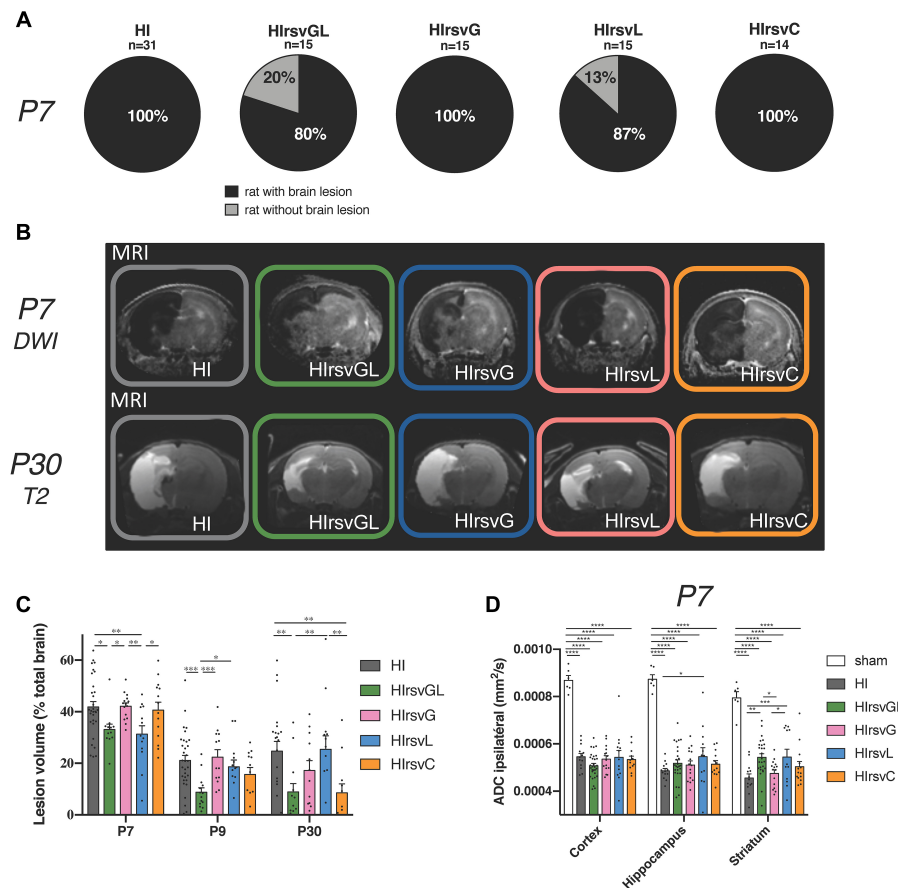 A
HI
n=31
HIrsvGL
n=15
HIrsvG
n=15
HIrsvL
n=15
HIrsvC
n=14
P7
100%
20%
80%
100%
13%
87%
100%
rat with brain lesion
rat without brain lesion
B
MRI
P7
DWI
HI
HIrsvGL
HIrsvG
HIrsvL
HIrsvC
MRI
P30
T2
HI
HIrsvGL
HIrsvG
HIrsvL
HIrsvC
C
Lesion volume (% total brain)
60
40
20
0
** 
* * ** *
*
*** ***
**
** ** **
P7
P9
P30
HI
HIrsvGL
HIrsvG
HIrsvL
HIrsvC
D
P7
ADC ipsilatéral (mm²/s)
0.0010
0.0008
0.0006
0.0004
****
****
****
****
****
****
****
****
****
****
*
****
****
****
****
****
*
***
** *
Cortex
Hippocampus
Striatum
sham
HI
HIrsvGL
HIrsvG
HIrsvL
HIrsvC